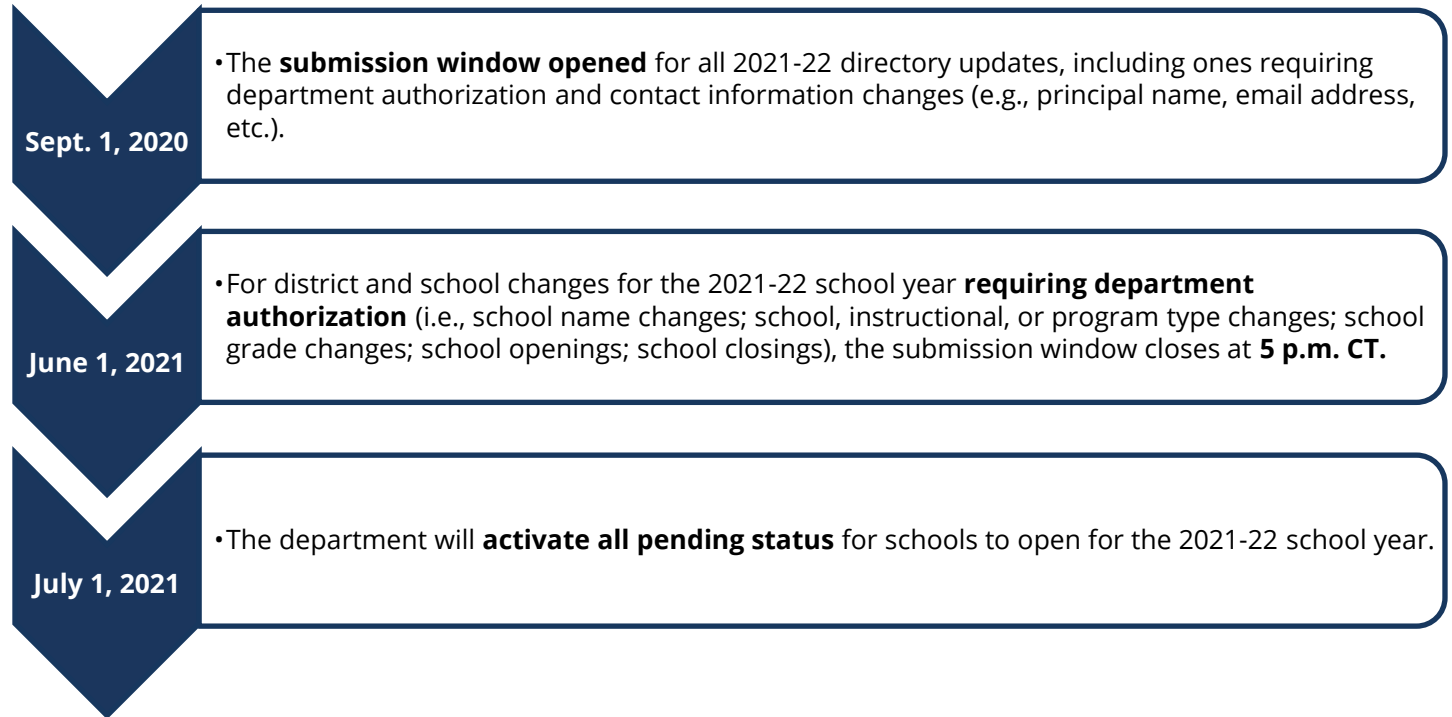 Sept. 1, 2020
•The submission window opened for all 2021-22 directory updates, including ones requiring
department authorization and contact information changes (e.g., principal name, email address,
etc.).
June 1, 2021
•For district and school changes for the 2021-22 school year requiring department
authorization (i.e., school name changes; school, instructional, or program type changes; school
grade changes; school openings; school closings), the submission window closes at 5 p.m. CT.
July 1, 2021
•The department will activate all pending status for schools to open for the 2021-22 school year.